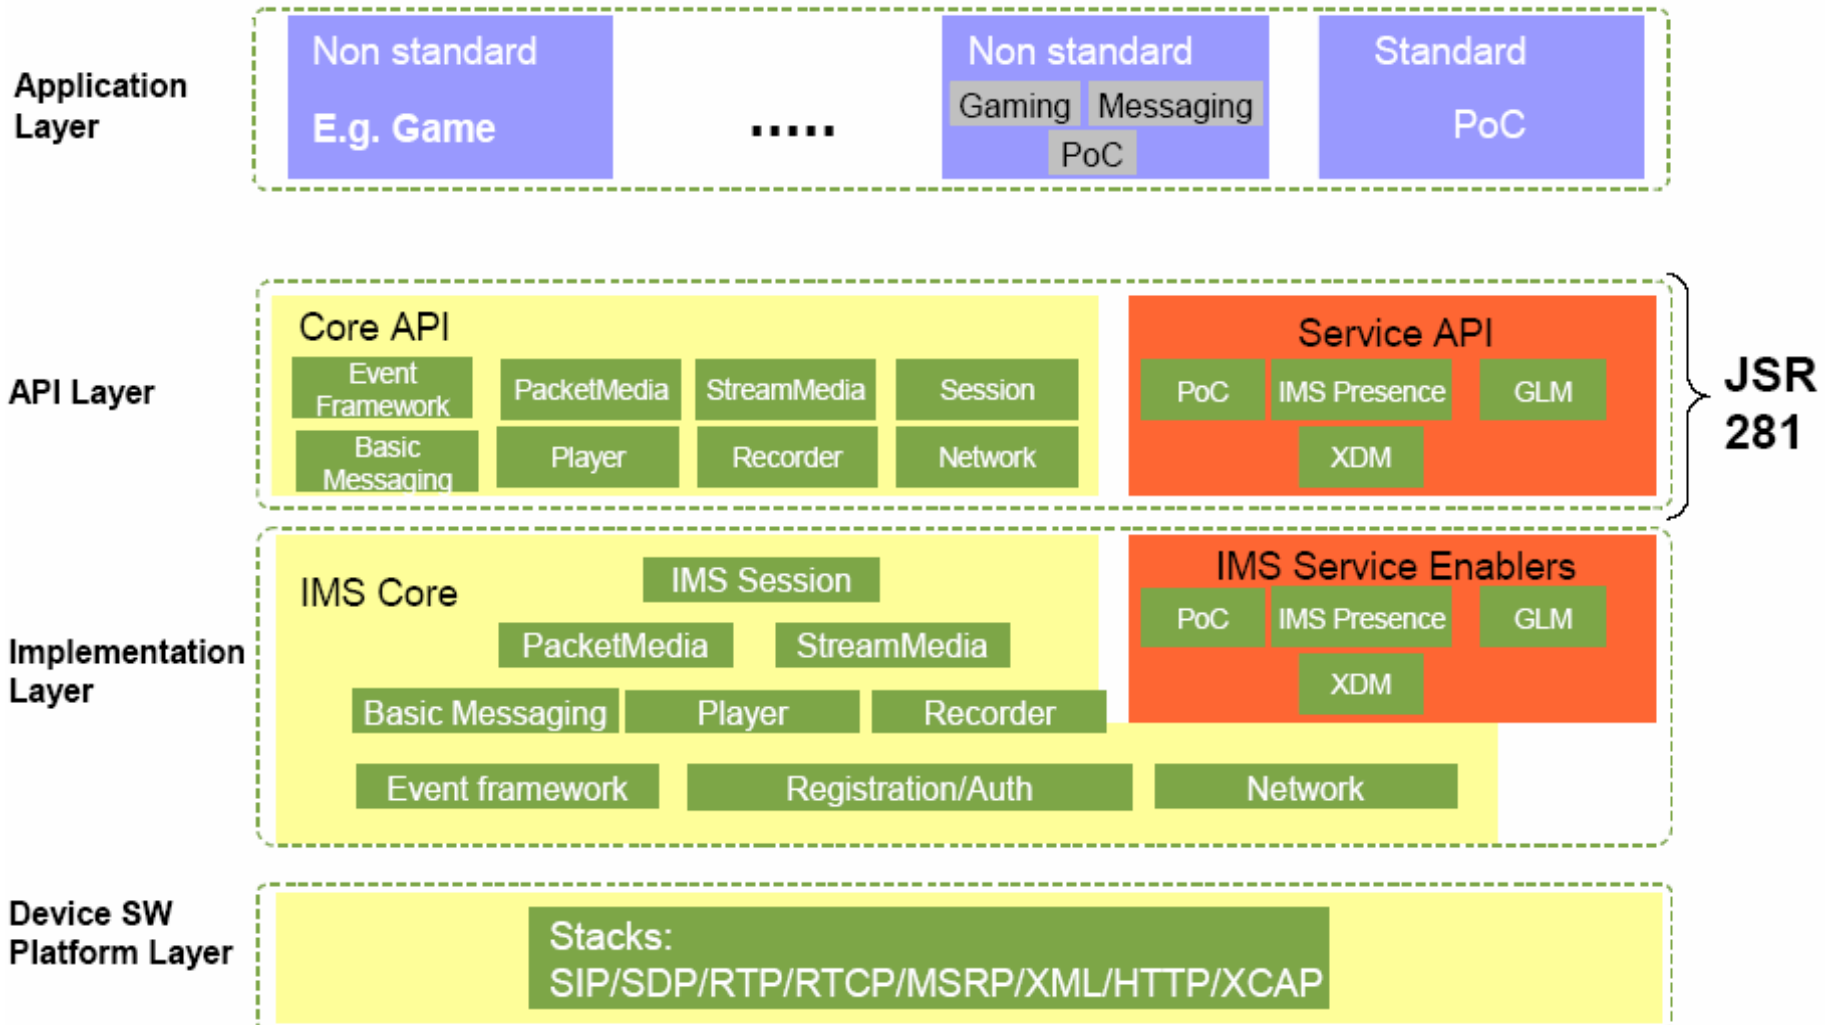 Application
Layer
Non standard
E.g. Game
.....
Non standard
Gaming
Messaging
PoC
Standard
PoC
API Layer
Core API
Event
Framework
PacketMedia
StreamMedia
Session
Basic
Messaging
Player
Recorder
Network
Service API
PoC
IMS Presence
GLM
XDM
JSR
281
Implementation
Layer
IMS Core
IMS Session
PacketMedia
StreamMedia
Basic Messaging
Player
Recorder
Event framework
Registration/Auth
Network
IMS Service Enablers
PoC
IMS Presence
GLM
XDM
Device SW
Platform Layer
Stacks:
SIP/SDP/RTP/RTCP/MSRP/XML/HTTP/XCAP